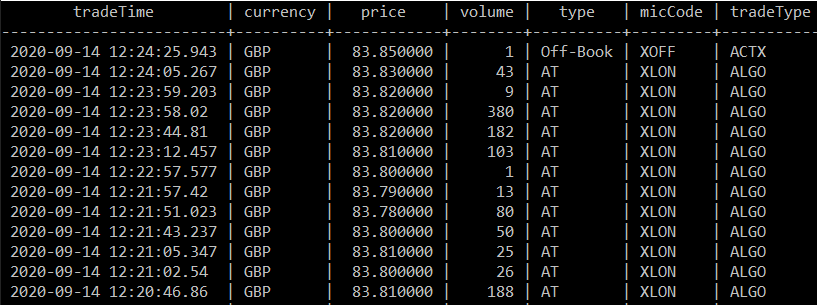 tradeTime | currency | price | volume | type | micCode | tradeType
-------------------------+----------+-----------+--------+----------+---------+-----------
2020-09-14 12:24:25.943 | GBP | 83.850000 | 1 | Off-Book | XOFF | ACTX
2020-09-14 12:24:05.267 | GBP | 83.830000 | 43 | AT | XLON | ALGO
2020-09-14 12:23:59.203 | GBP | 83.820000 | 9 | AT | XLON | ALGO
2020-09-14 12:23:58.02 | GBP | 83.820000 | 380 | AT | XLON | ALGO
2020-09-14 12:23:44.81 | GBP | 83.820000 | 182 | AT | XLON | ALGO
2020-09-14 12:23:12.457 | GBP | 83.810000 | 103 | AT | XLON | ALGO
2020-09-14 12:22:57.577 | GBP | 83.800000 | 1 | AT | XLON | ALGO
2020-09-14 12:21:57.42 | GBP | 83.790000 | 13 | AT | XLON | ALGO
2020-09-14 12:21:51.023 | GBP | 83.780000 | 80 | AT | XLON | ALGO
2020-09-14 12:21:43.237 | GBP | 83.800000 | 50 | AT | XLON | ALGO
2020-09-14 12:21:05.347 | GBP | 83.810000 | 25 | AT | XLON | ALGO
2020-09-14 12:21:02.54 | GBP | 83.800000 | 26 | AT | XLON | ALGO
2020-09-14 12:20:46.86 | GBP | 83.810000 | 188 | AT | XLON | ALGO